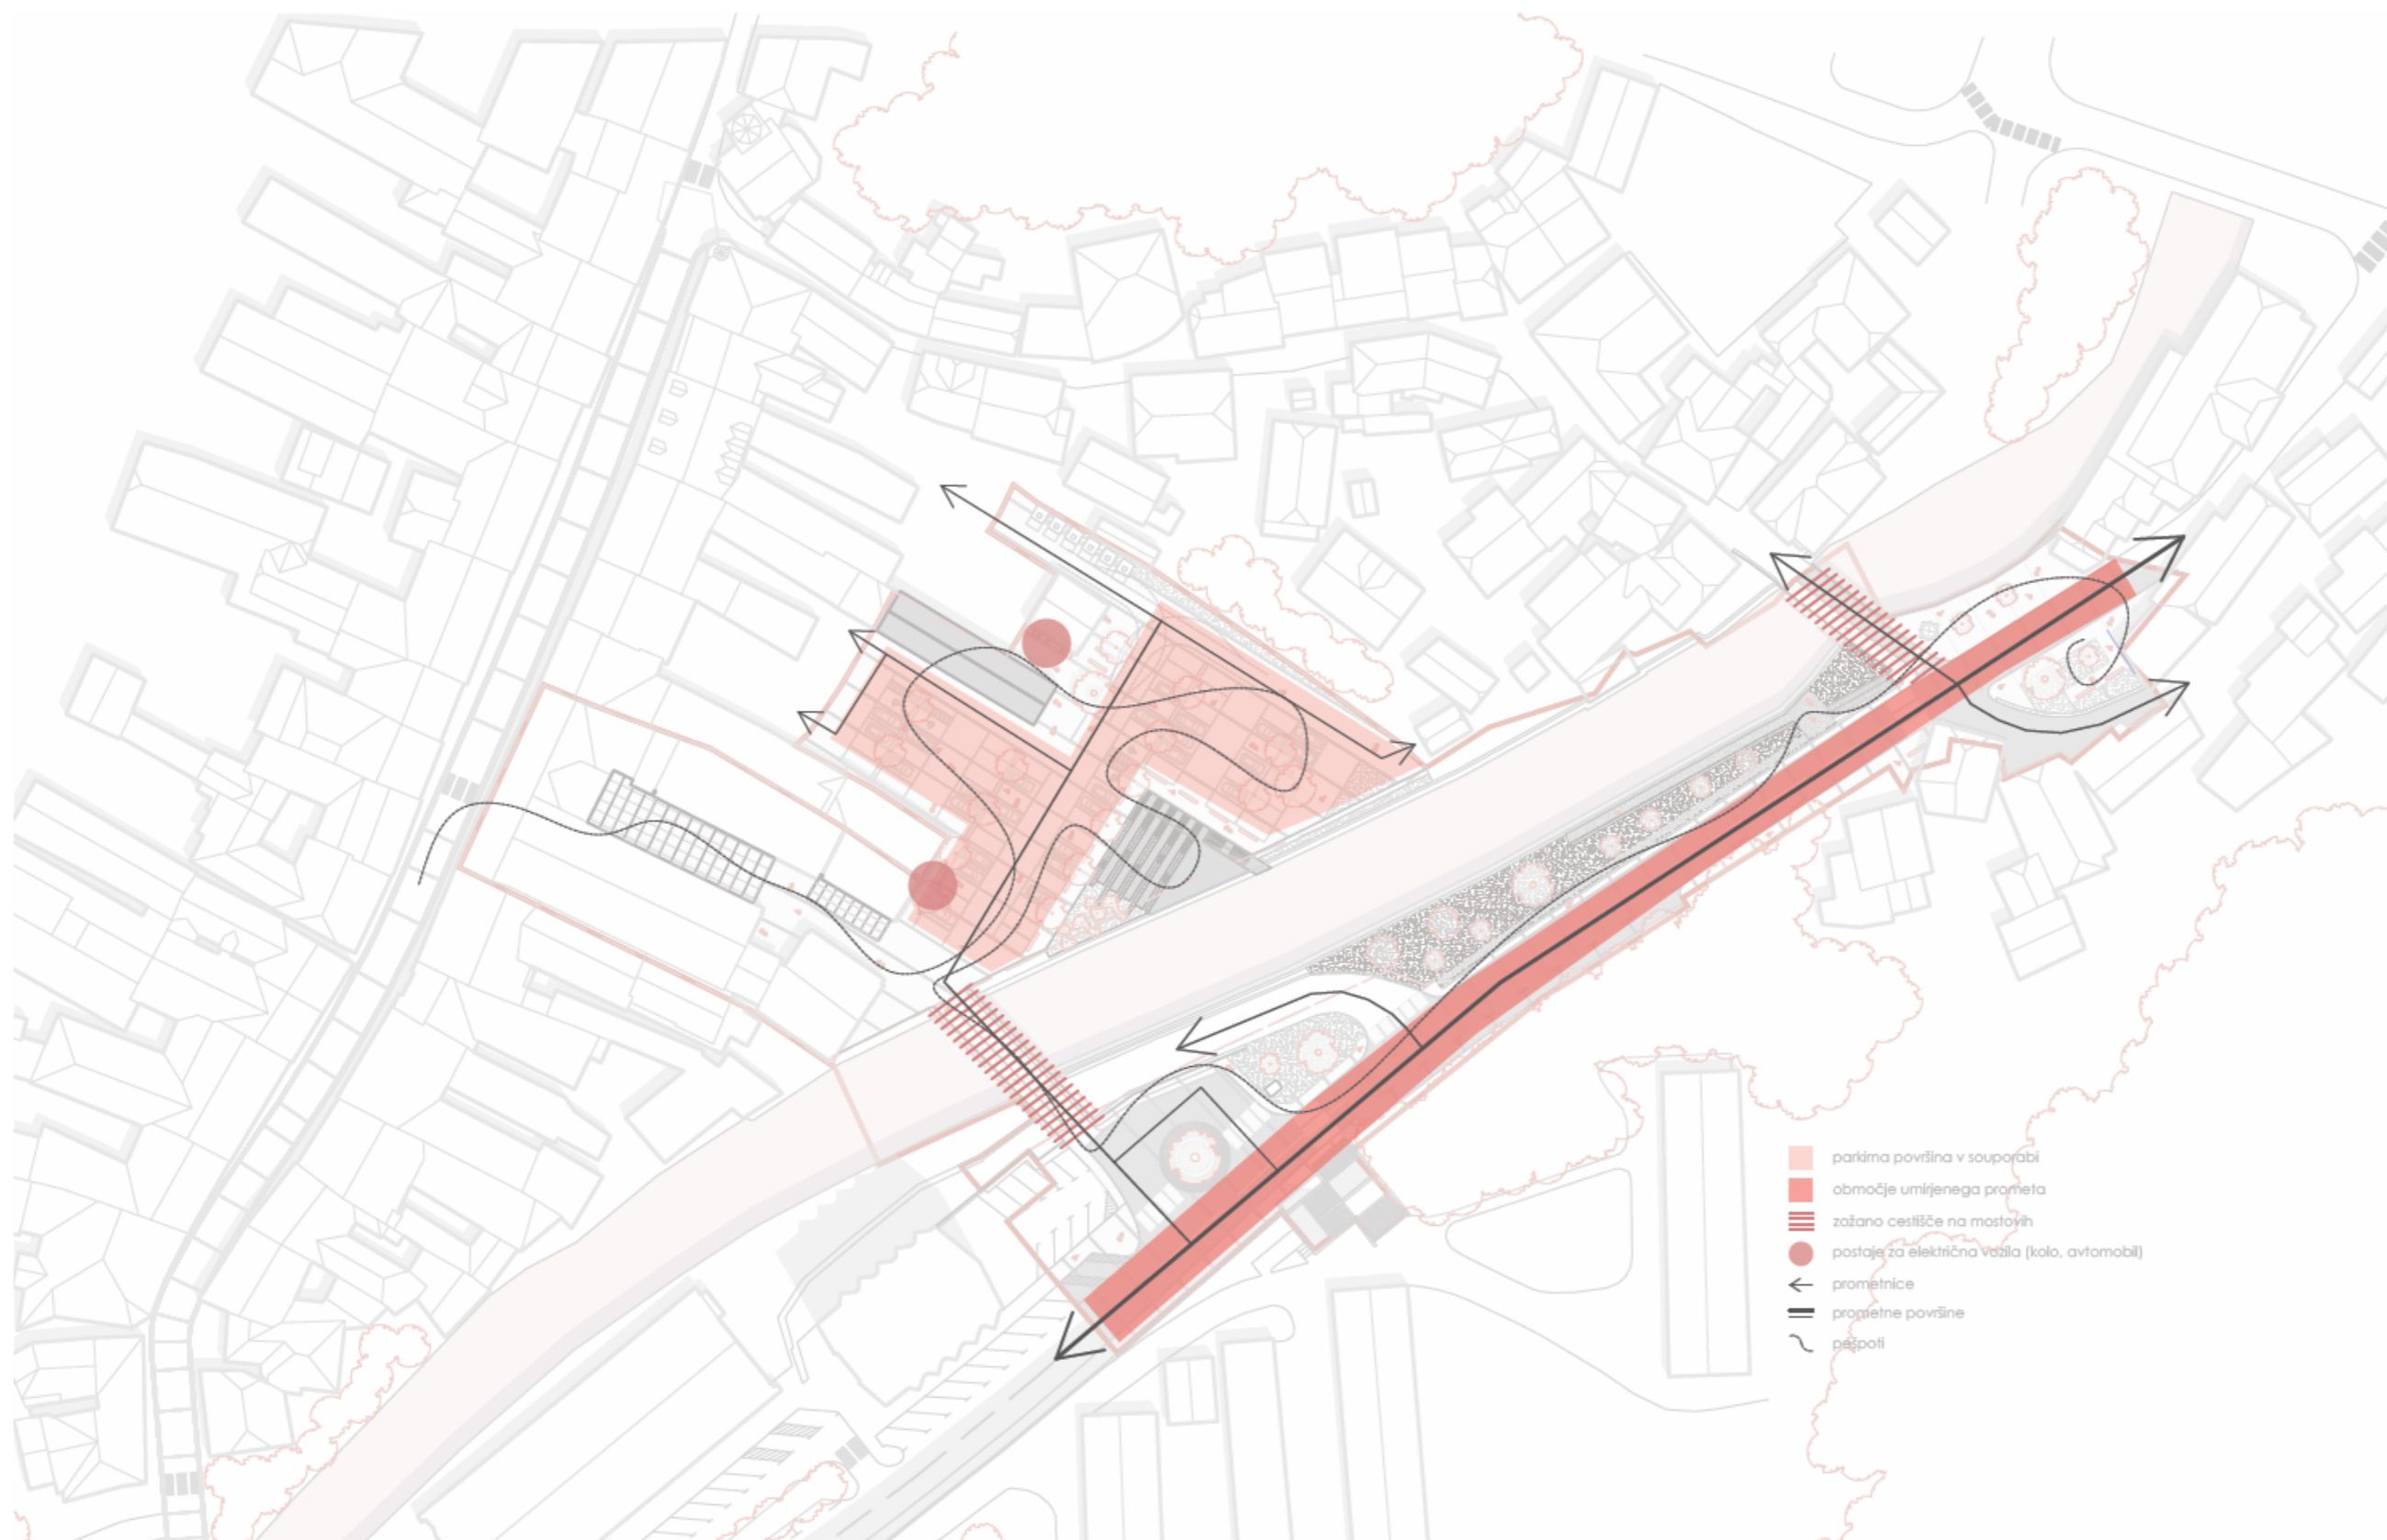 parkirna površina v souporabi
območje umirjenega prometa
zožano cestišče na mostovih
postaje za električna vozila (kolo, avtomobil)
prometnice
prometne površine
pešpoti